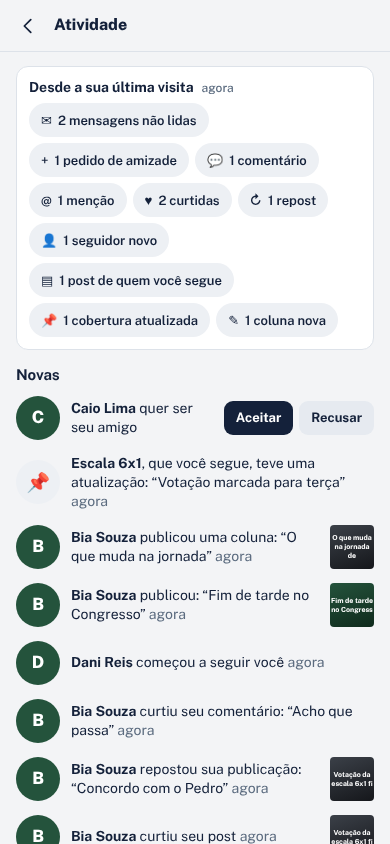 Atividade
Desde a sua última visita agora
2 mensagens não lidas
+ 1 pedido de amizade
1 comentário
@ 1 menção
2 curtidas
1 repost
1 seguidor novo
1 post de quem você segue
1 cobertura atualizada
1 coluna nova
Novas
C
Caio Lima quer ser
seu amigo
Aceitar
Recusar
Escala 6x1, que você segue, teve uma
atualização: “Votação marcada para terça”
agora
B
Bia Souza publicou uma coluna: “O
que muda na jornada” agora
O que muda
na jornada
de
B
Bia Souza publicou: “Fim de tarde no
Congresso” agora
Fim de tarde
no Congress
D
Dani Reis começou a seguir você agora
B
Bia Souza curtiu seu comentário: “Acho que
passa” agora
B
Bia Souza repostou sua publicação:
“Concordo com o Pedro” agora
Votação da
escala 6x1 fi
B
Bia Souza curtiu seu post agora
Votação da
escala 6x1 fi